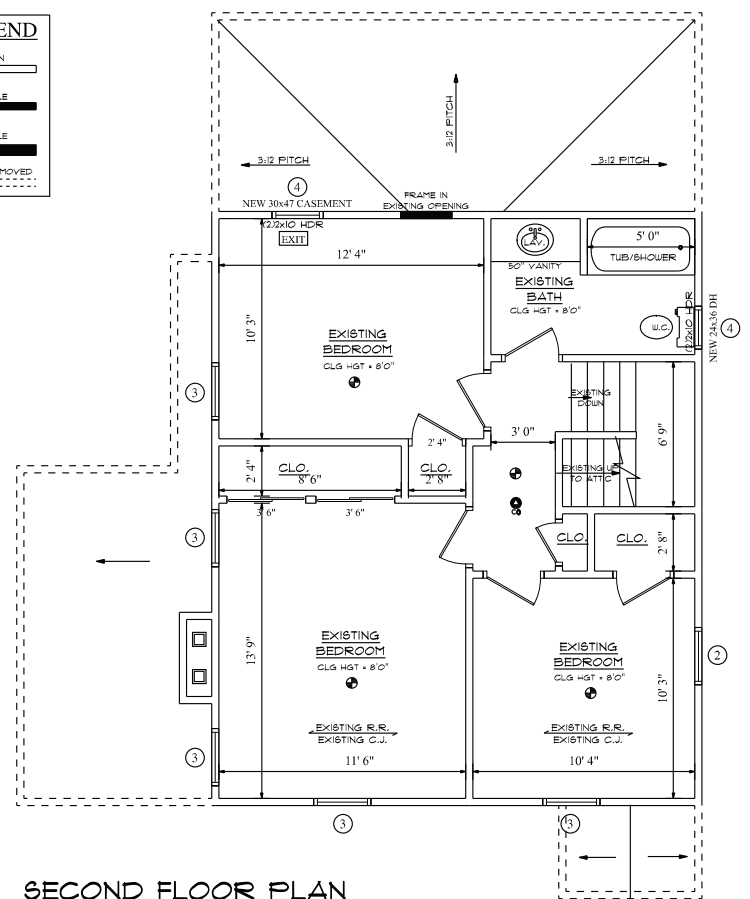 END
N
LE
LE
MOVED
3:12 PITCH
3:12 PITCH
3:12 PITCH
4
NEW 30x47 CASEMENT
FRAME IN
EXISTING OPENING
(2)2x10 HDR
EXIT
12' 4"
10' 3"
EXISTING
BEDROOM
CLG HGT = 8'0"
LAV.
50" VANITY
5' 0"
TUB/SHOWER
EXISTING
BATH
CLG HGT = 8'0"
W.C.
(2)2x10 HDR
NEW 24x36 DH
4
3
EXISTING
DOWN
3' 0"
6' 9"
EXISTING UP
TO ATTIC
2' 4"
2' 4"
CLO.
8' 6"
CLO.
2' 8"
3' 6"
3' 6"
CO
3
CLO.
CLO.
2' 8"
13' 9"
EXISTING
BEDROOM
CLG HGT = 8'0"
EXISTING R.R.
EXISTING C.J.
11' 6"
EXISTING
BEDROOM
CLG HGT = 8'0"
10' 3"
2
EXISTING R.R.
EXISTING C.J.
10' 4"
3
3
3
SECOND FLOOR PLAN